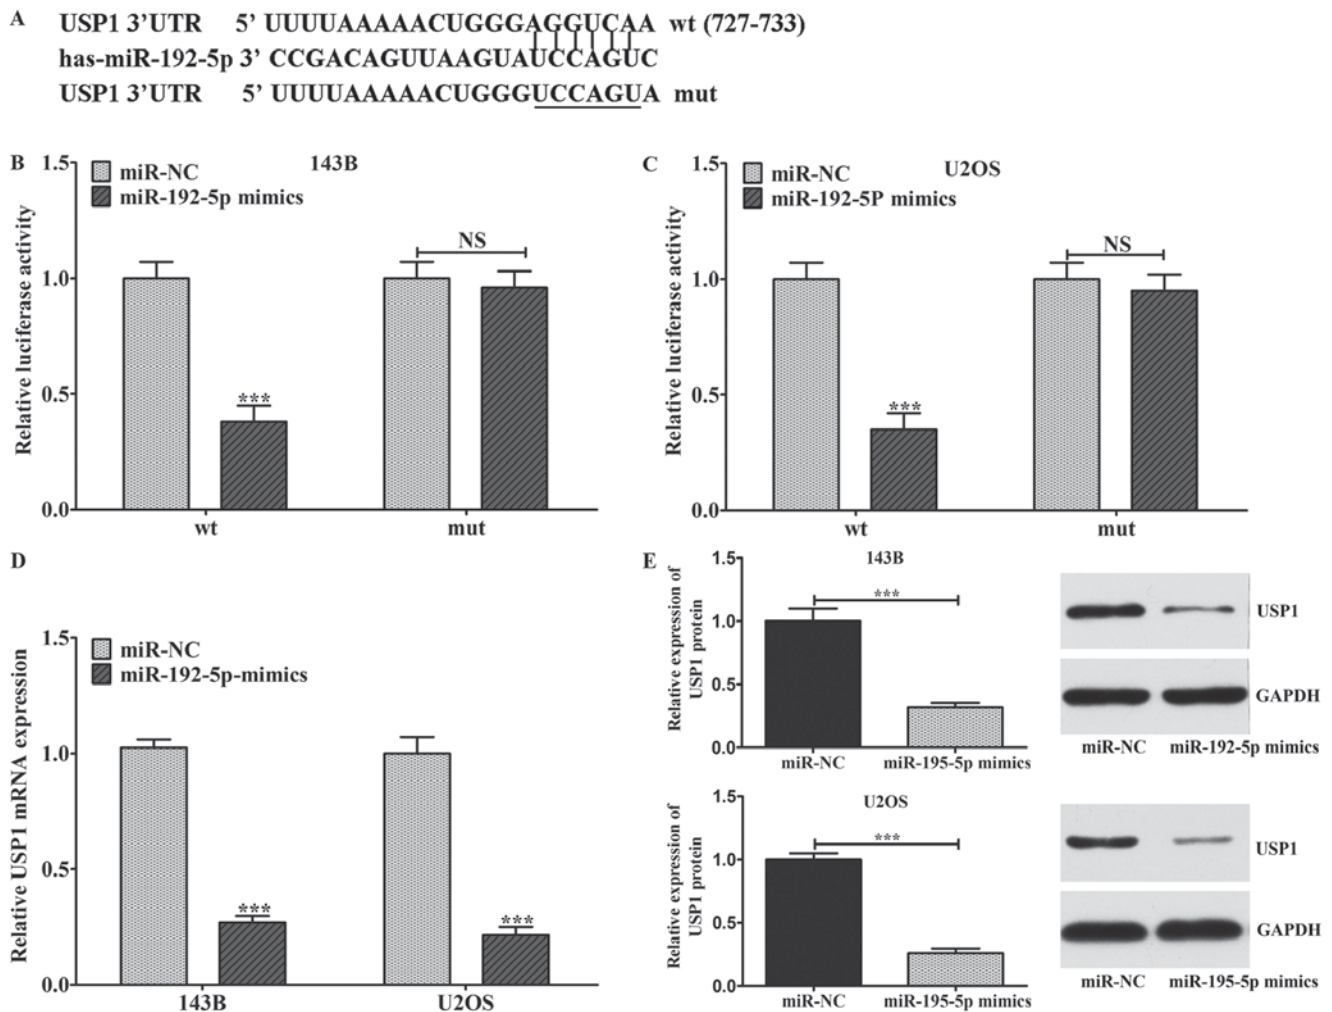 A
USP1 3'UTR 5' UUUUAAAAACUGGGAGGUCAA wt (727-733)
has-miR-192-5p 3' CCGACAGUUAAGUAUCCAGUC
USP1 3'UTR 5' UUUUAAAAACUGGGUCCAGUA mut
B
143B
miR-NC
miR-192-5p mimics
Relative luciferase activity
1.5
1.0
0.5
0.0
***
NS
wt
mut
C
U2OS
miR-NC
miR-192-5P mimics
Relative luciferase activity
1.5
1.0
0.5
0.0
***
NS
wt
mut
D
miR-NC
miR-192-5p-mimics
Relative USP1 mRNA expression
1.5
1.0
0.5
0.0
***
***
143B
U2OS
E
143B
Relative expression of
USP1 protein
1.5
1.0
0.5
0.0
***
miR-NC
miR-195-5p mimics
USP1
GAPDH
miR-NC
miR-192-5p mimics
U2OS
Relative expression of
USP1 protein
1.5
1.0
0.5
0.0
***
miR-NC
miR-195-5p mimics
USP1
GAPDH
miR-NC
miR-195-5p mimics